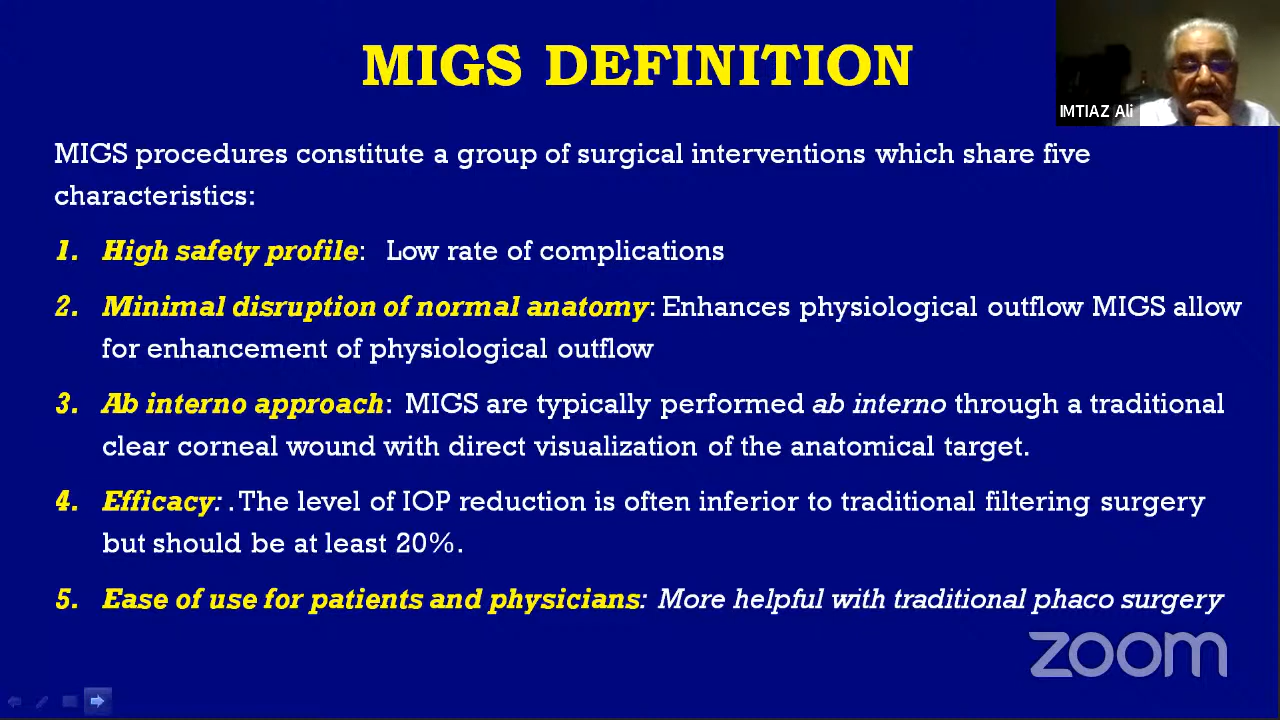 MIGS DEFINITION
IMTIAZ Ali
MIGS procedures constitute a group of surgical interventions which share five
characteristics:
1. High safety profile: Low rate of complications
2. Minimal disruption of normal anatomy: Enhances physiological outflow MIGS allow
for enhancement of physiological outflow
3. Ab interno approach: MIGS are typically performed ab interno through a traditional
clear corneal wound with direct visualization of the anatomical target.
4. Efficacy: . The level of IOP reduction is often inferior to traditional filtering surgery
but should be at least 20%.
5. Ease of use for patients and physicians: More helpful with traditional phaco surgery
zoom